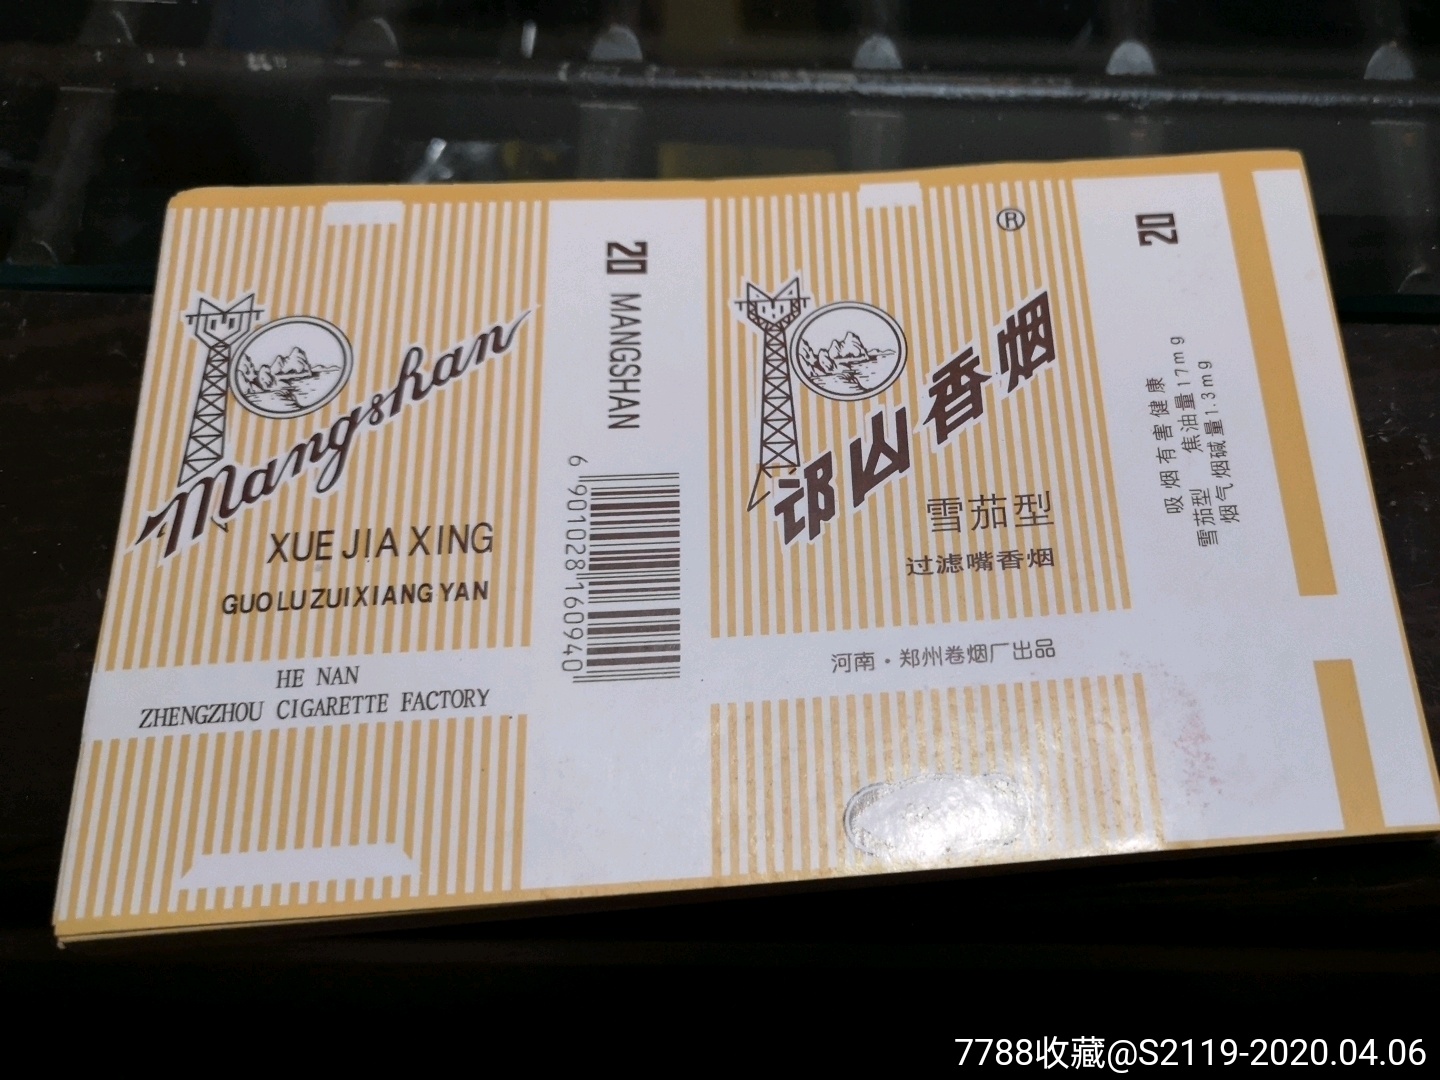 Mangshan
XUE JIA XING
GUO LU ZUI XIANG YAN
HE NAN
ZHENGZHOU CIGARETTE FACTORY
20 MANGSHAN
6 901028 160940
®
邙山香烟
雪茄型
过滤嘴香烟
河南·郑州卷烟厂出品
20
吸烟有害健康
雪茄型 焦油量17mg
烟气烟碱量1.3mg
7788收藏@S2119-2020.04.06